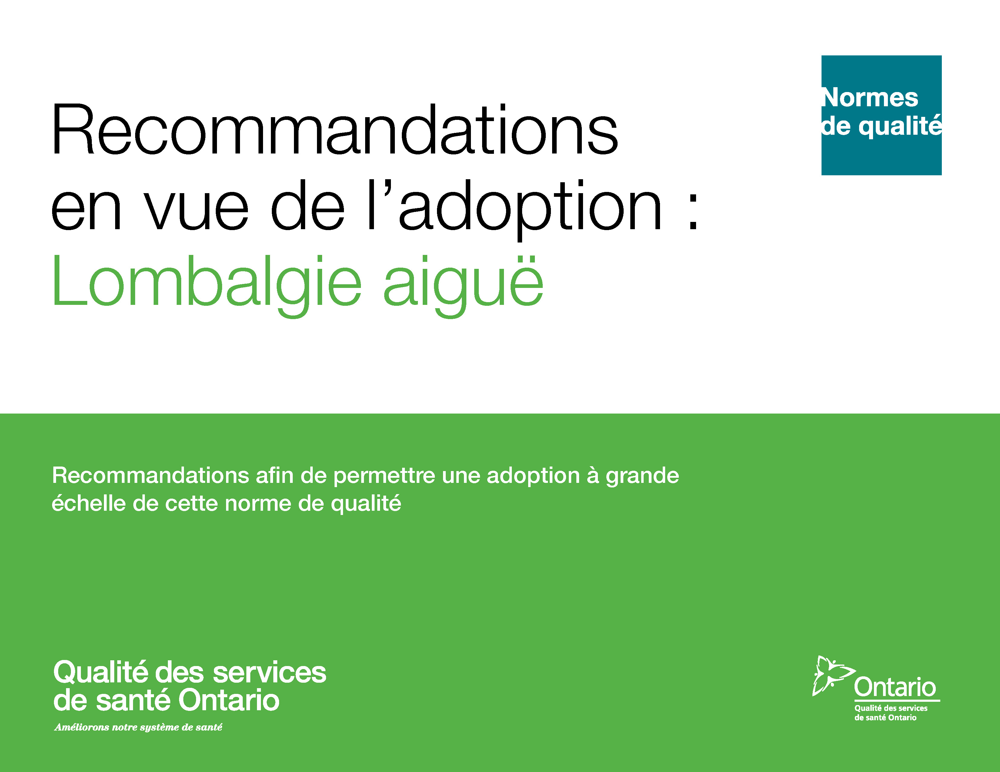 Normes
de qualité
Recommandations
en vue de l’adoption :
Lombalgie aiguë
Recommandations afin de permettre une adoption à grande
échelle de cette norme de qualité
Qualité des services
de santé Ontario
Améliorons notre système de santé
Ontario
Qualité des services
de santé Ontario